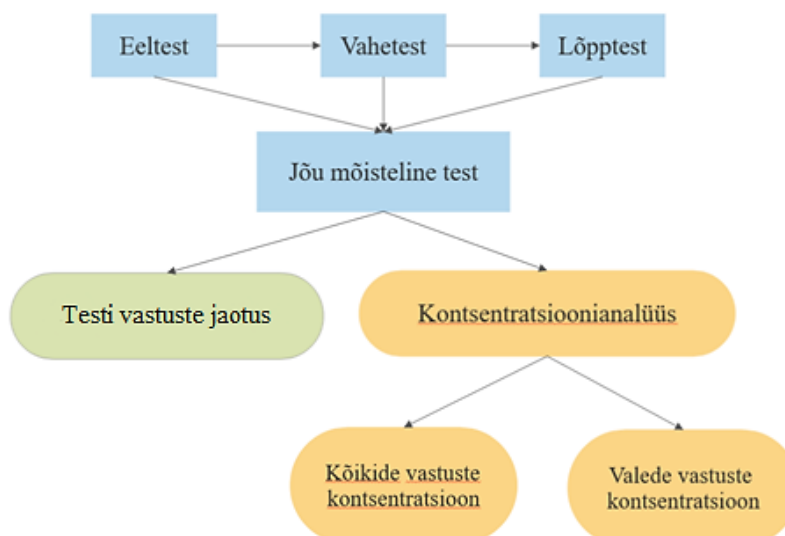 Eeltest
Vahetest
Lõpptest
Jõu mõisteline test
Testi vastuste jaotus
Kontsentratsioonianalüüs
Kõikide vastuste
kontsentratsioon
Valede vastuste
kontsentratsioon